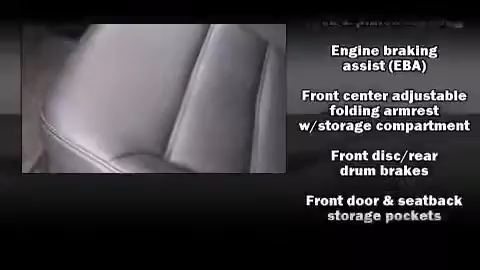 Engine braking
assist (EBA)
Front center adjustable
folding armrest
w/storage compartment
Front disc/rear
drum brakes
Front door & seatback
storage pockets